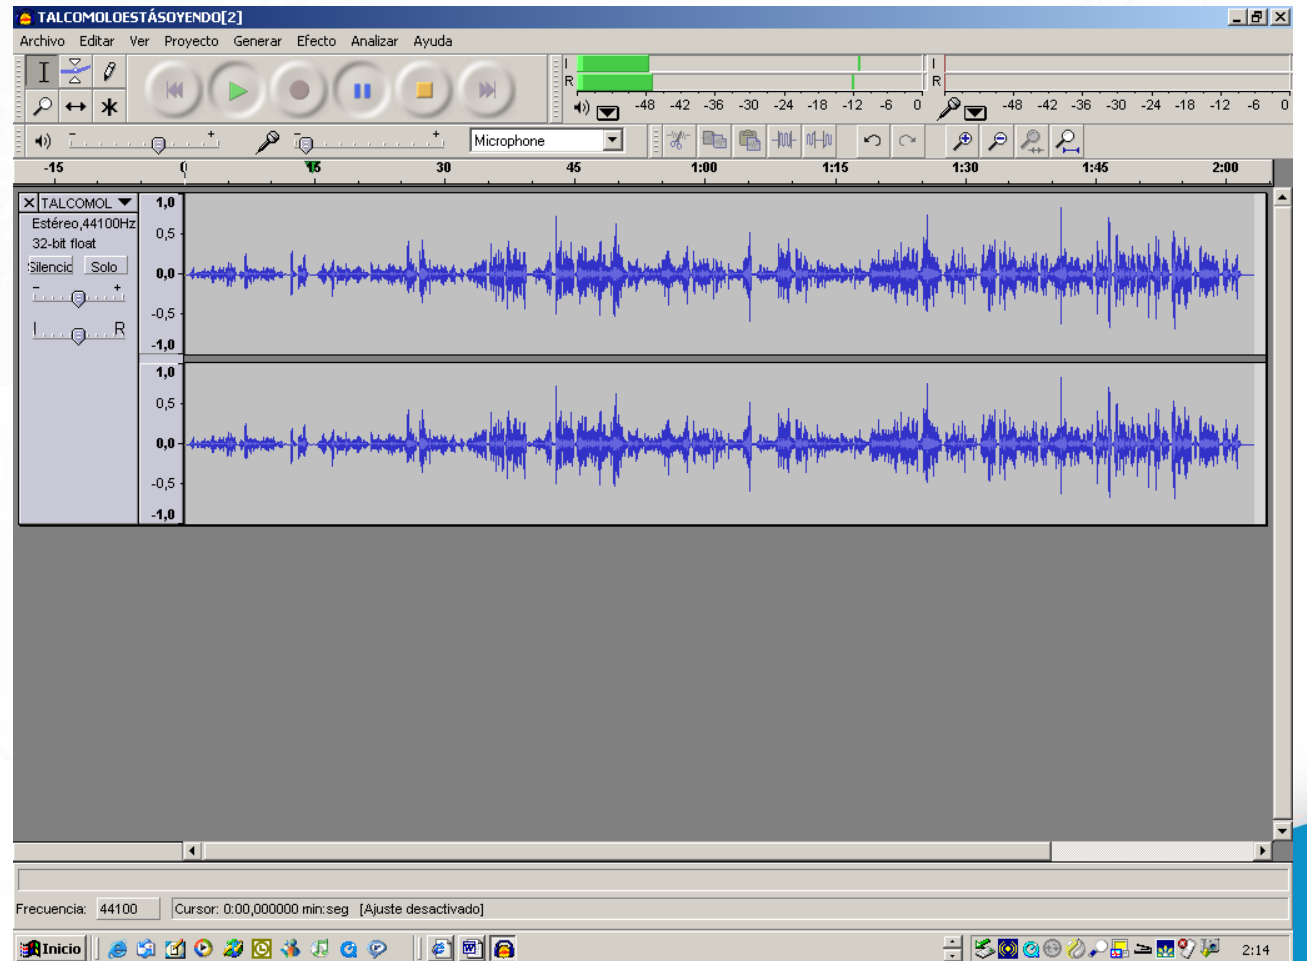 TALCOMOLOESTÁSOYENDO[2]
Archivo Editar Ver Proyecto Generar Efecto Analizar Ayuda
I I
R R
-48 -42 -36 -30 -24 -18 -12 -6 0 -48 -42 -36 -30 -24 -18 -12 -6 0
- + - + Microphone
-15 0 15 30 45 1:00 1:15 1:30 1:45 2:00
TALCOMOL
Estéreo,44100Hz
32-bit float
Silencio Solo
- +
I R
1,0
0,5
0,0
-0,5
-1,0
1,0
0,5
0,0
-0,5
-1,0
Frecuencia: 44100 Cursor: 0:00,000000 min:seg [Ajuste desactivado]
Inicio 2:14